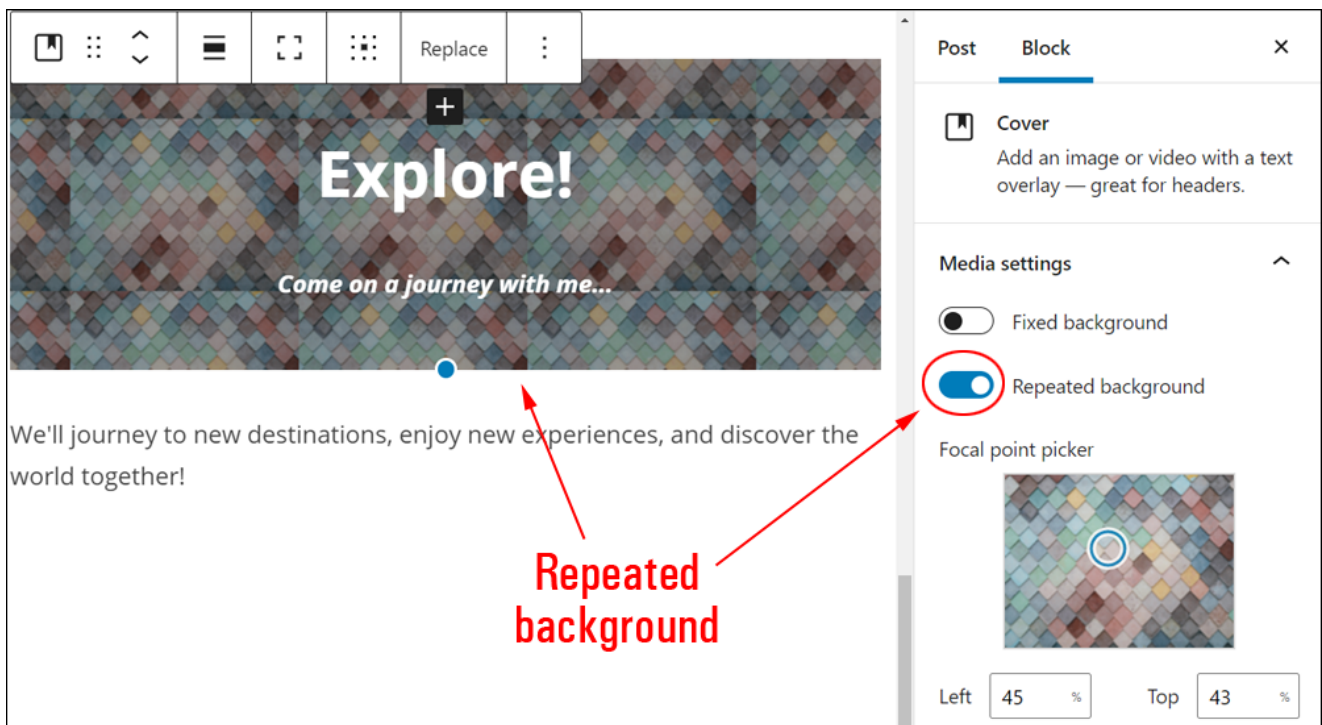 Replace
Explore!
Come on a journey with me...
We'll journey to new destinations, enjoy new experiences, and discover the
world together!
Repeated
background
Post Block
Cover
Add an image or video with a text
overlay — great for headers.
Media settings
Fixed background
Repeated background
Focal point picker
Left 45 % Top 43 %